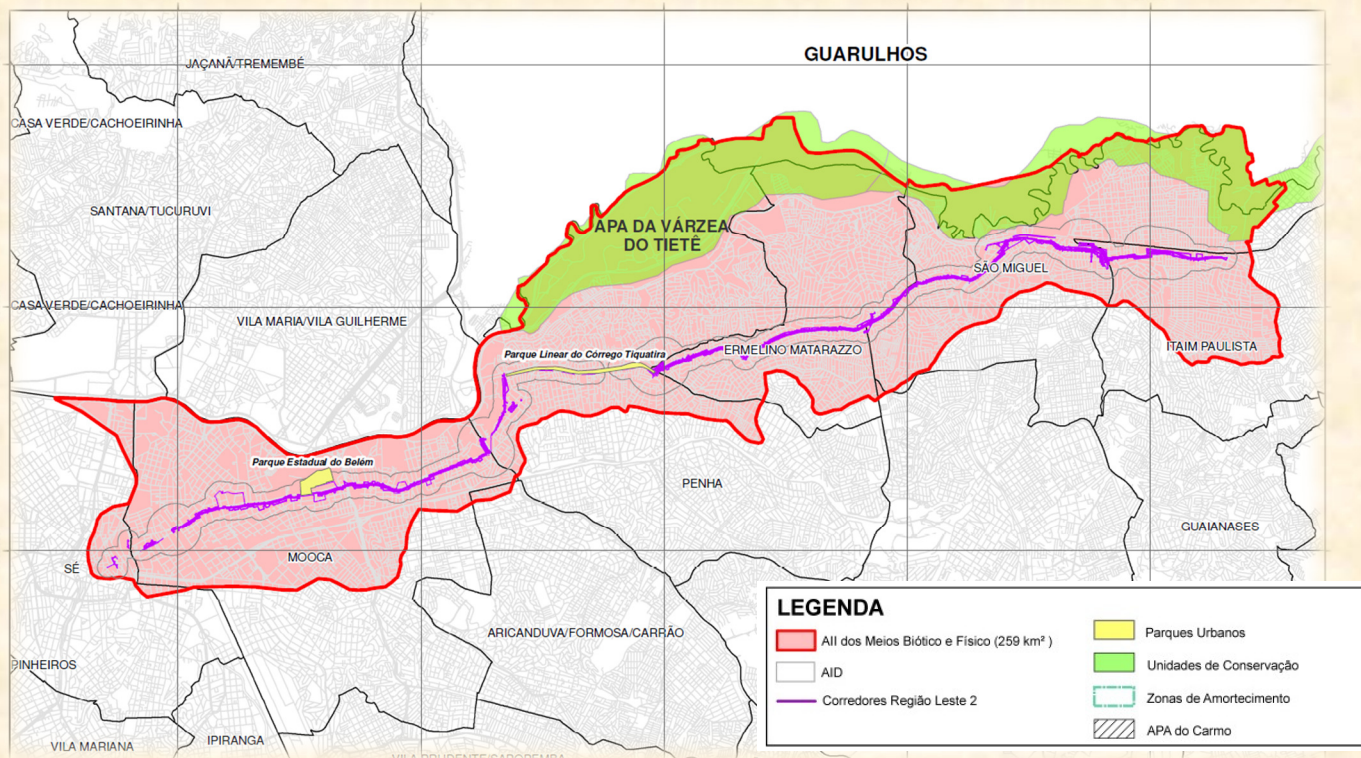 GUARULHOS
JAÇANÃ/TREMEMBÉ
CASA VERDE/CACHOEIRINHA
SANTANA/TUCURUVI
APA DA VÁRZEA
DO TIETÊ
SÃO MIGUEL
CASA VERDE/CACHOEIRINHA
VILA MARIA/VILA GUILHERME
Parque Linear do Córrego Tiquatira
ERMELINO MATARAZZO
ITAIM PAULISTA
Parque Estadual do Belém
PENHA
GUAIANASES
MOOCA
SÉ
ARICANDUVA/FORMOSA/CARRÃO
PINHEIROS
IPIRANGA
VILA MARIANA
VILA PRUDENTE/SAPOPEMBA
LEGENDA
AII dos Meios Biótico e Físico (259 km² )
AID
Corredores Região Leste 2
Parques Urbanos
Unidades de Conservação
Zonas de Amortecimento
APA do Carmo